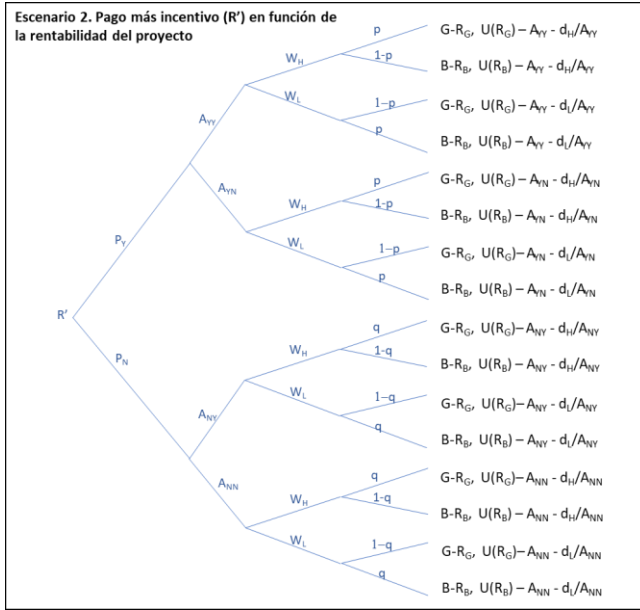 Escenario 2. Pago más incentivo (R’) en función de
la rentabilidad del proyecto
p
G-R_G, U(R_G) – A_YY - d_H/A_YY
W_H
1-p
B-R_B, U(R_B) – A_YY - d_H/A_YY
W_L
1–p
G-R_G, U(R_G) – A_YY - d_L/A_YY
A_YY
p
B-R_B, U(R_B) – A_YY - d_L/A_YY
p
G-R_G, U(R_G) – A_YN - d_H/A_YN
A_YN
W_H
1-p
B-R_B, U(R_B) – A_YN - d_H/A_YN
P_Y
W_L
1–p
G-R_G, U(R_G) – A_YN - d_L/A_YN
p
B-R_B, U(R_B) – A_YN - d_L/A_YN
R’
q
G-R_G, U(R_G)– A_NY - d_H/A_NY
P_N
W_H
1-q
B-R_B, U(R_B) – A_NY - d_H/A_NY
W_L
1–q
G-R_G, U(R_G)– A_NY - d_L/A_NY
A_NY
q
B-R_B, U(R_B) – A_NY - d_L/A_NY
A_NN
q
G-R_G, U(R_G) – A_NN - d_H/A_NN
W_H
1-q
B-R_B, U(R_B) – A_NN - d_H/A_NN
W_L
1–q
G-R_G, U(R_G) – A_NN - d_L/A_NN
q
B-R_B, U(R_B) – A_NN - d_L/A_NN